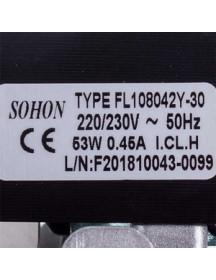 SOHON
TYPE FL108042Y-30
220/230V ~ 50Hz
CE
53W 0.45A I.CL.H
L/N:F201810043-0099